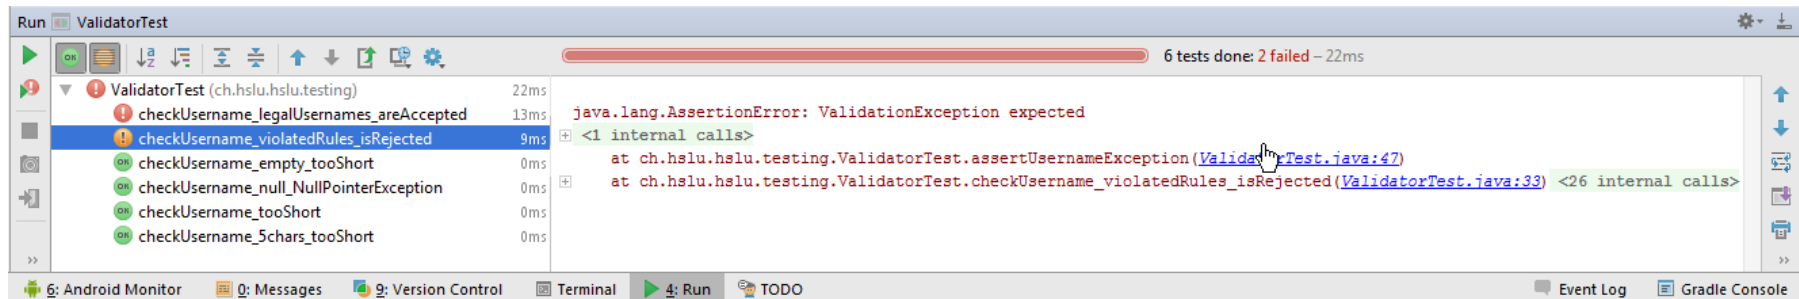 Run ValidatorTest
6 tests done: 2 failed – 22ms
ValidatorTest (ch.hslu.hslu.testing) 22ms
checkUsername_legalUsernames_areAccepted 13ms
checkUsername_violatedRules_isRejected 9ms
checkUsername_empty_tooShort 0ms
checkUsername_null_NullPointerException 0ms
checkUsername_tooShort 0ms
checkUsername_5chars_tooShort 0ms
java.lang.AssertionError: ValidationException expected
<1 internal calls>
at ch.hslu.hslu.testing.ValidatorTest.assertUsernameException(ValidatorTest.java:47)
at ch.hslu.hslu.testing.ValidatorTest.checkUsername_violatedRules_isRejected(ValidatorTest.java:33) <26 internal calls>
6: Android Monitor 0: Messages 9: Version Control Terminal 4: Run TODO Event Log Gradle Console